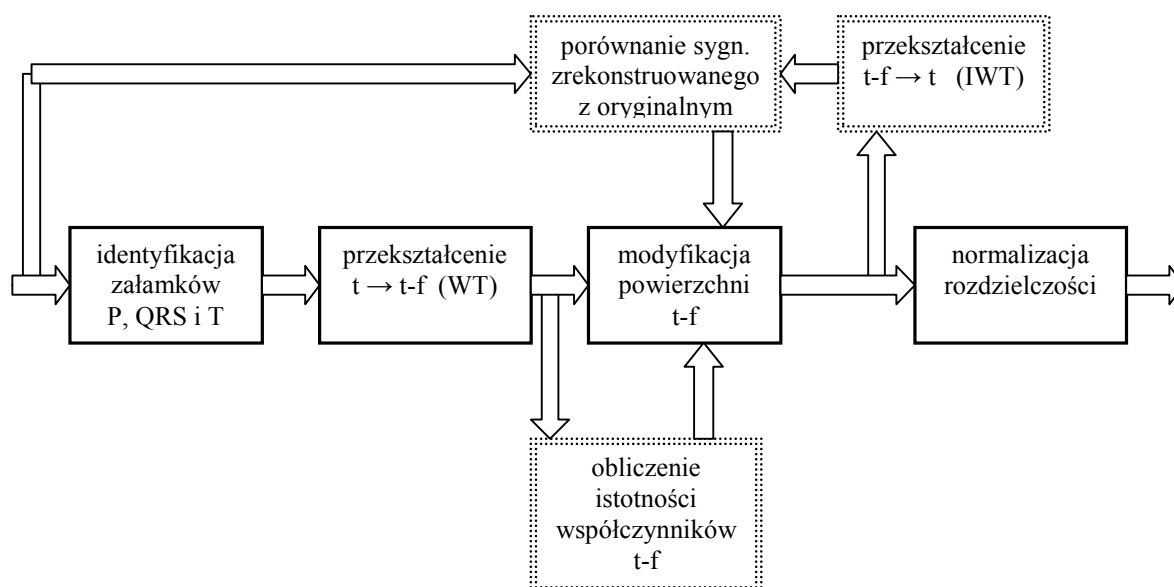 porównanie sygn.
zrekonstruowanego
z oryginalnym
przekształcenie
t-f → t (IWT)
identyfikacja
załamków
P, QRS i T
przekształcenie
t → t-f (WT)
modyfikacja
powierzchni
t-f
normalizacja
rozdzielczości
obliczenie
istotności
współczynników
t-f